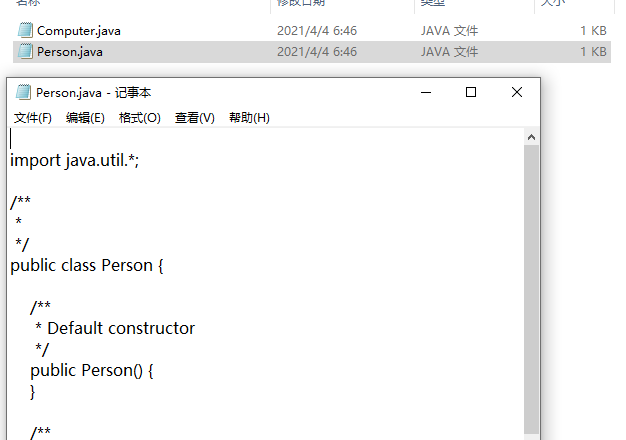 名称 修改日期 类型 大小
Computer.java 2021/4/4 6:46 JAVA 文件 1 KB
Person.java 2021/4/4 6:46 JAVA 文件 1 KB
Person.java - 记事本
文件(F) 编辑(E) 格式(O) 查看(V) 帮助(H)
import java.util.*;
/**
*
*/
public class Person {
/**
* Default constructor
*/
public Person() {
}
/**